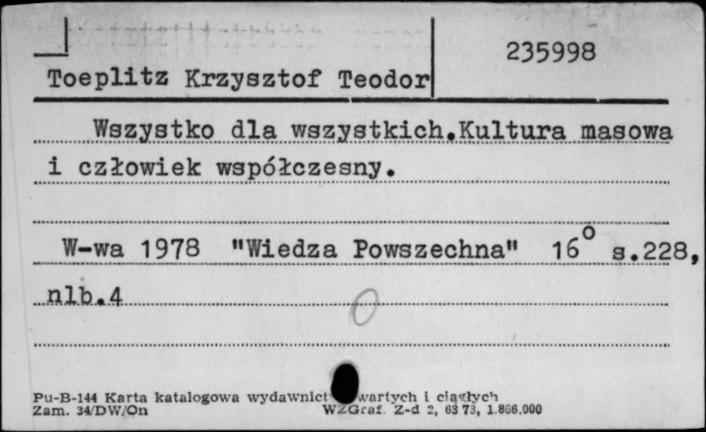 235998
Toeplitz Krzysztof Teodor
Wszystko dla wszystkich.Kultura masowa
i człowiek współczesny.
W-wa 1978 "Wiedza Powszechna" 16° s.228,
nlb.4
0
Pu-B-144 Karta katalogowa wydawnict wartych i ciągłych
Zam. 34/DW/On WZGraf. Z-d 2, 63 73, 1.866.000